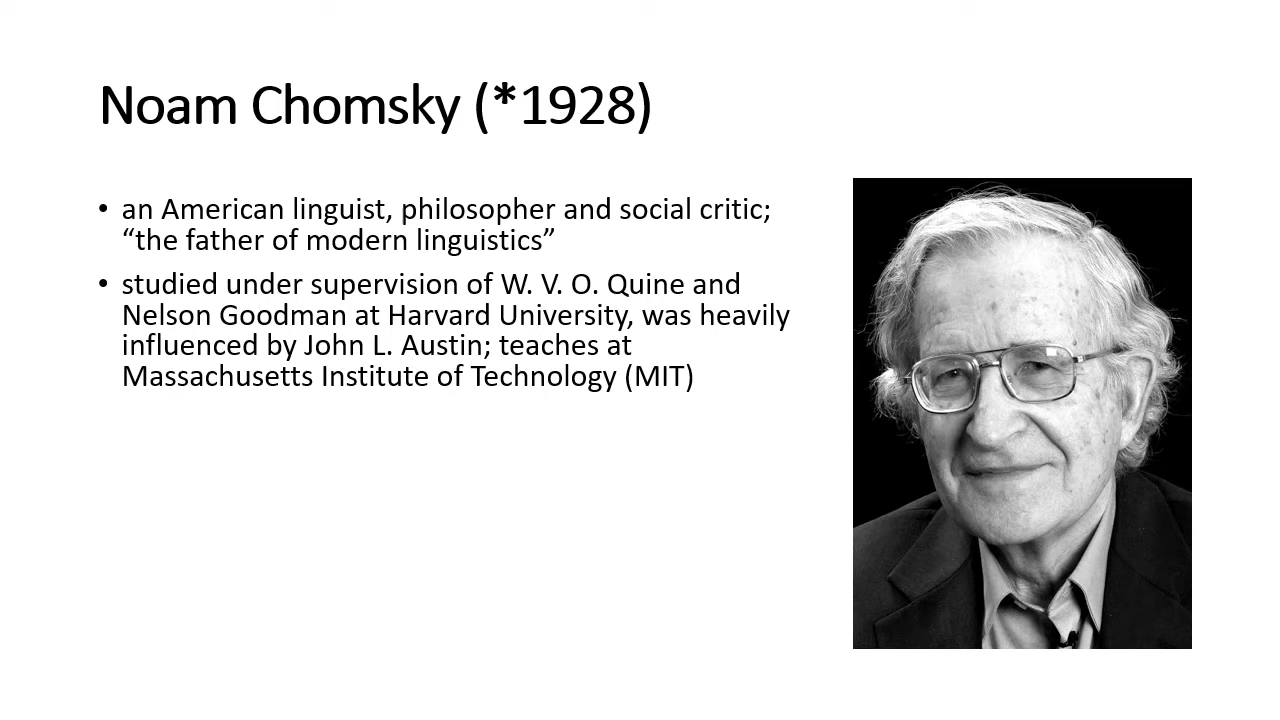 Noam Chomsky (*1928)
• an American linguist, philosopher and social critic;
“the father of modern linguistics”
• studied under supervision of W. V. O. Quine and
Nelson Goodman at Harvard University, was heavily
influenced by John L. Austin; teaches at
Massachusetts Institute of Technology (MIT)